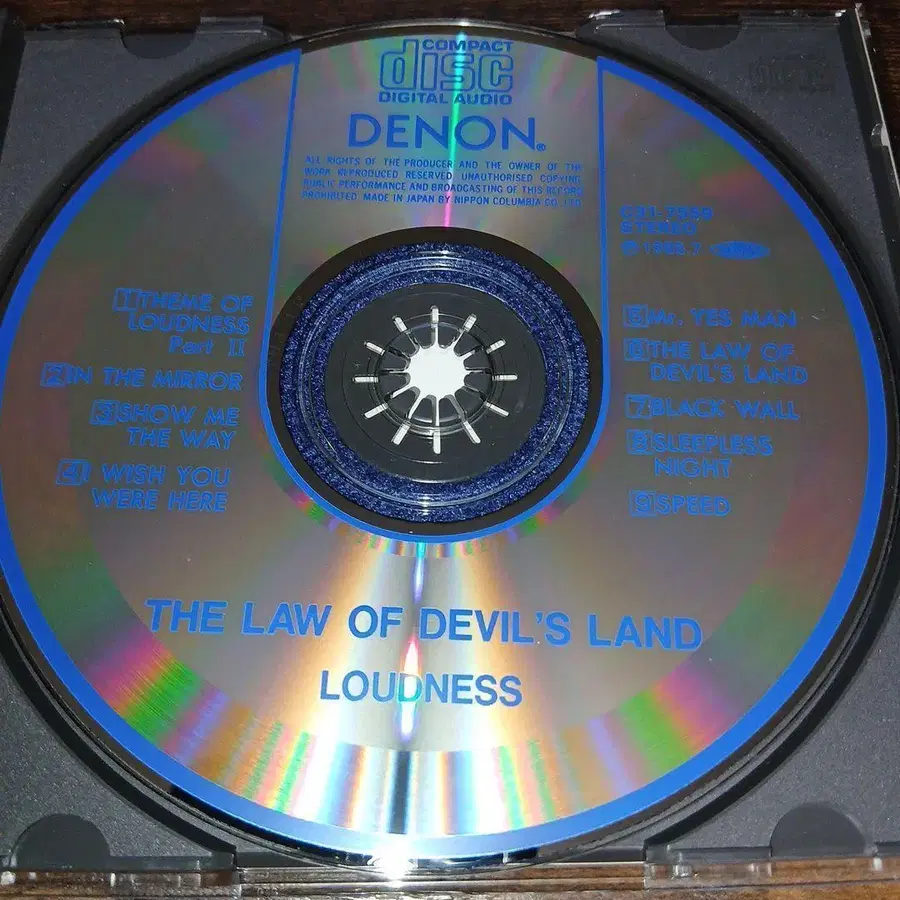 COMPACT
disc
DIGITAL AUDIO
DENON®
ALL RIGHTS OF THE PRODUCER AND THE OWNER OF THE
WORK REPRODUCED RESERVED UNAUTHORISED COPYING
PUBLIC PERFORMANCE AND BROADCASTING OF THIS RECORD
PROHIBITED MADE IN JAPAN BY NIPPON COLUMBIA CO.,LTD
C31-7559
STEREO
1THEME OF
LOUDNESS
Part II
2IN THE MIRROR
3SHOW ME
THE WAY
4I WISH YOU
WERE HERE
5Mr. YES MAN
6THE LAW OF
DEVIL'S LAND
7BLACK WALL
8SLEEPLESS
NIGHT
9SPEED
THE LAW OF DEVIL'S LAND
LOUDNESS